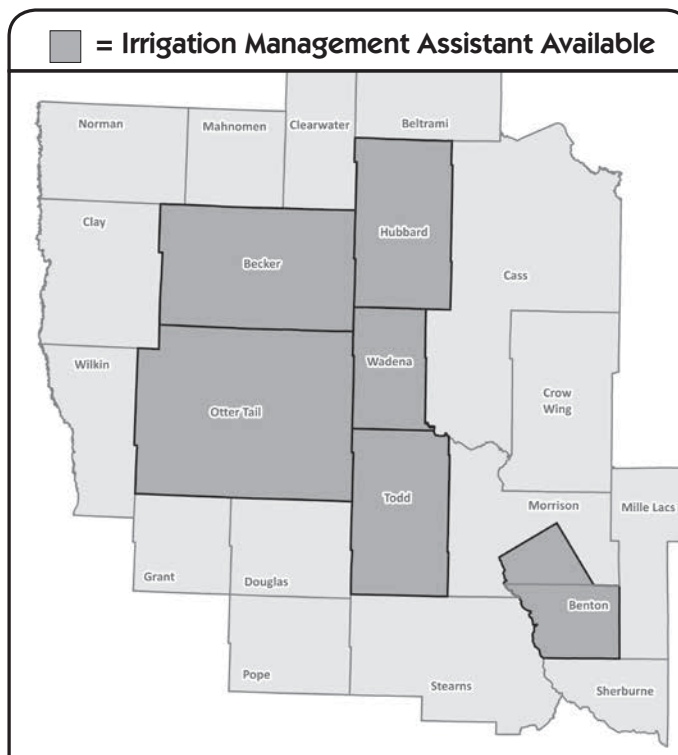 = Irrigation Management Assistant Available
Norman
Mahnomen
Clearwater
Beltrami
Clay
Hubbard
Becker
Cass
Wilkin
Wadena
Otter Tail
Crow
Wing
Todd
Morrison
Mille Lacs
Grant
Douglas
Benton
Pope
Stearns
Sherburne